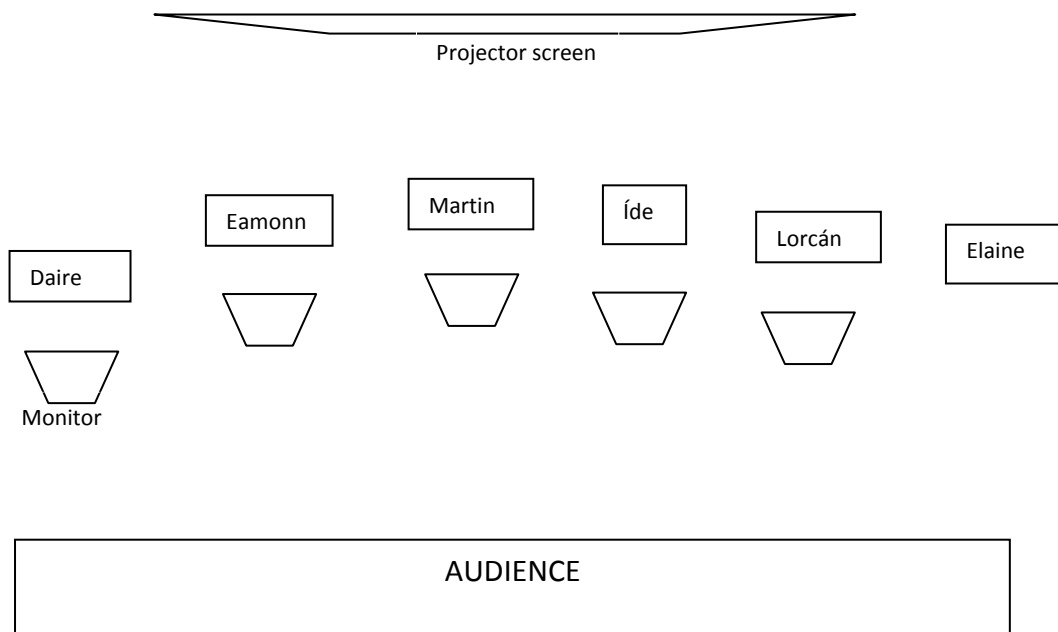 Projector screen
Martin
Íde
Eamonn
Lorcán
Elaine
Daire
Monitor
AUDIENCE